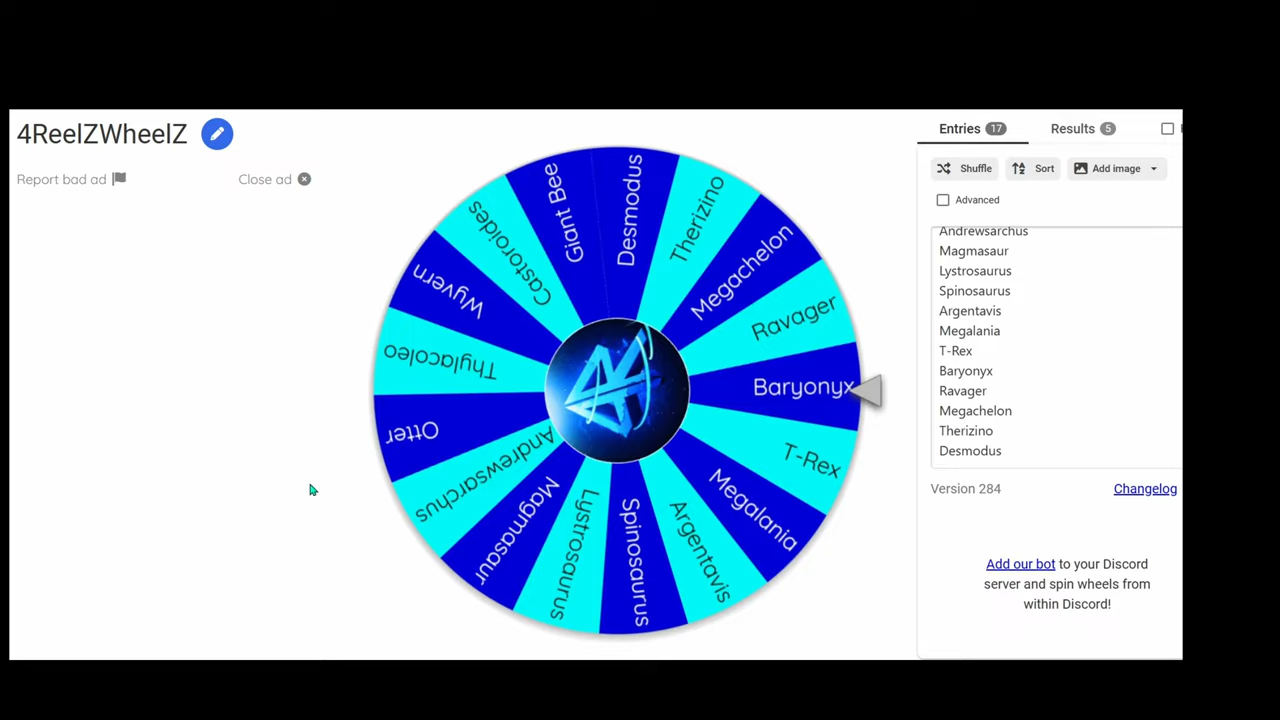 4ReelZWheelZ
Report bad ad
Close ad
Giant Bee
Desmodus
Therizino
Megachelon
Ravager
Baryonyx
T-Rex
Megalania
Argentavis
Spinosaurus
Lystrosaurus
Magmasaur
Andrewsarchus
Otter
Thylacoleo
Wyvern
Castoroides
Entries 17
Results 5
Shuffle
Sort
Add image
Advanced
Andrewsarchus
Magmasaur
Lystrosaurus
Spinosaurus
Argentavis
Megalania
T-Rex
Baryonyx
Ravager
Megachelon
Therizino
Desmodus
Version 284
Changelog
Add our bot to your Discord
server and spin wheels from
within Discord!